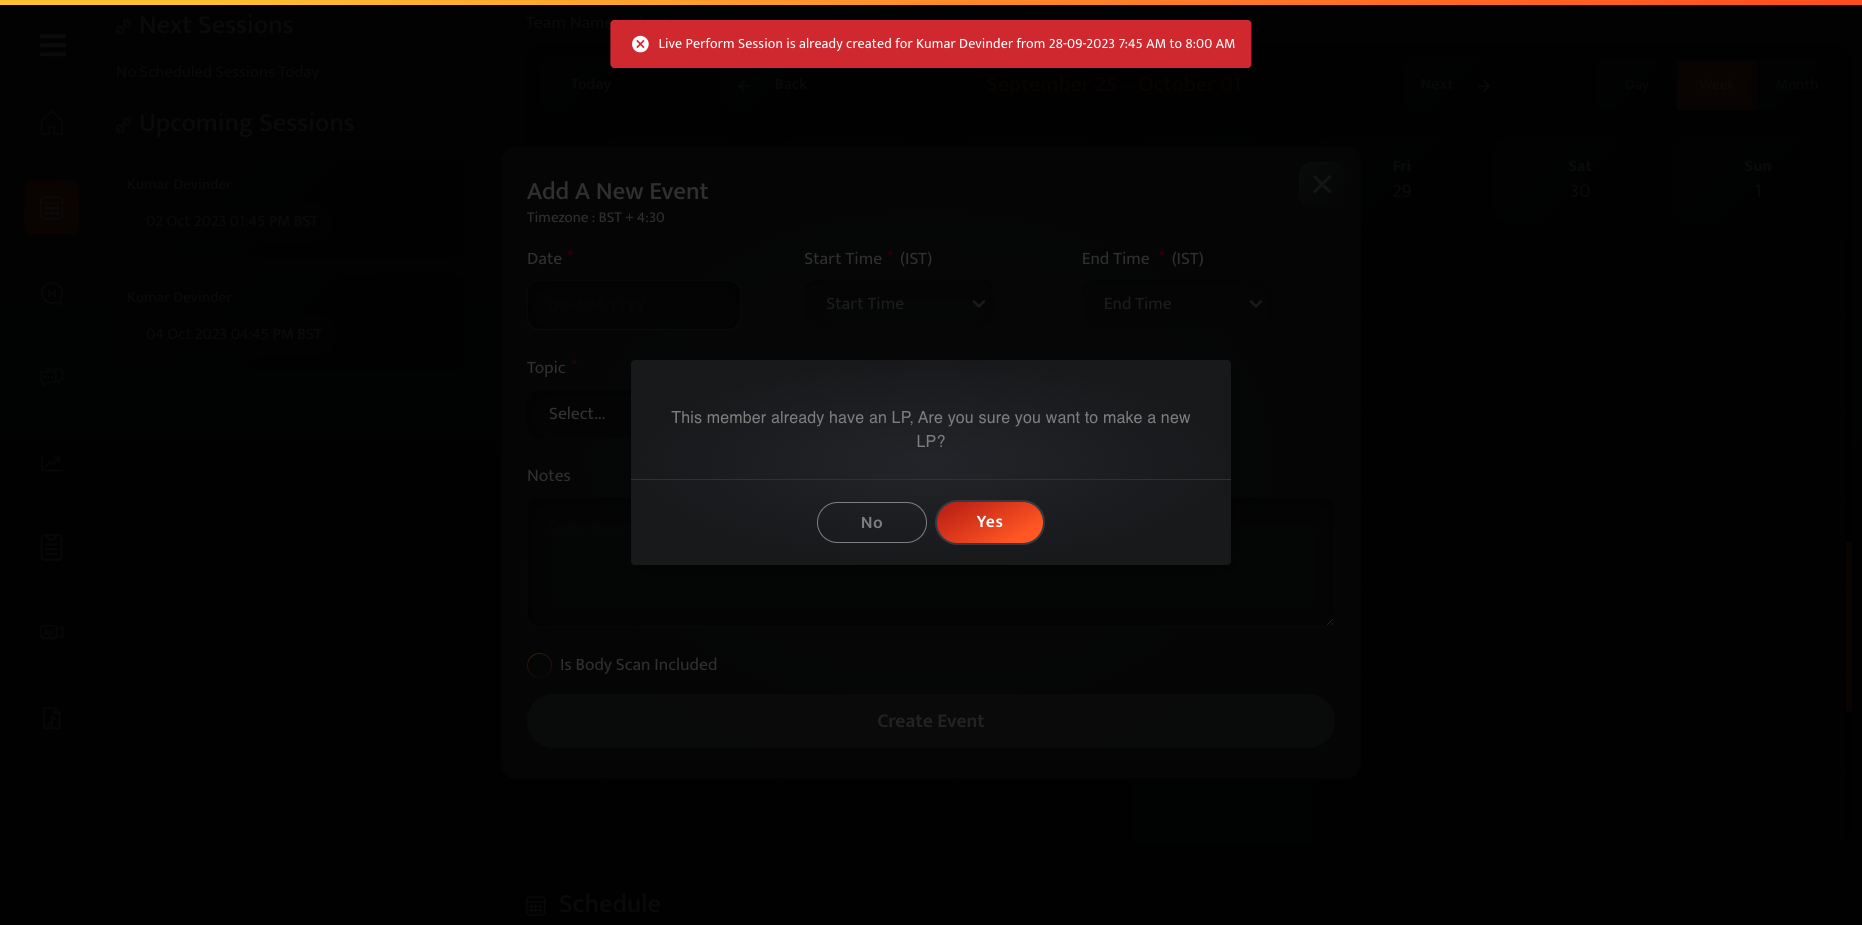 Live Perform Session is already created for Kumar Devinder from 28-09-2023 7:45 AM to 8:00 AM
Next Sessions
No Scheduled Sessions Today
Upcoming Sessions
Kumar Devinder
02 Oct 2023 01:45 PM BST
Kumar Devinder
04 Oct 2023 04:45 PM BST
Team Name
Today
Back
September 25 - October 01
Next
Day
Week
Month
Fri
29
Sat
30
Sun
1
Add A New Event
Timezone : BST + 4:30
Date *
Start Time * (IST)
End Time * (IST)
Start Time
End Time
Topic *
Select...
This member already have an LP, Are you sure you want to make a new
LP?
No
Yes
Notes
Is Body Scan Included
Create Event
Schedule